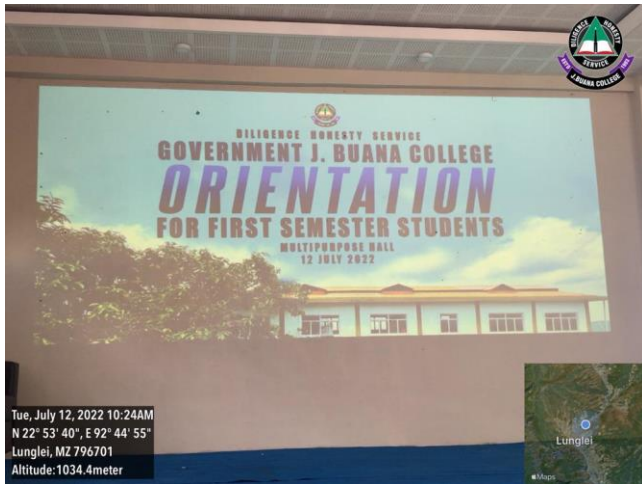 DILIGENCE HONESTY
SERVICE
J.BUANA COLLEGE
DILIGENCE HONESTY SERVICE
GOVERNMENT J. BUANA COLLEGE
ORIENTATION
FOR FIRST SEMESTER STUDENTS
MULTIPURPOSE HALL
12 JULY 2022
Tue, July 12, 2022 10:24AM
N 22° 53' 40", E 92° 44' 55"
Lunglei, MZ 796701
Altitude:1034.4meter
Lunglei
Maps